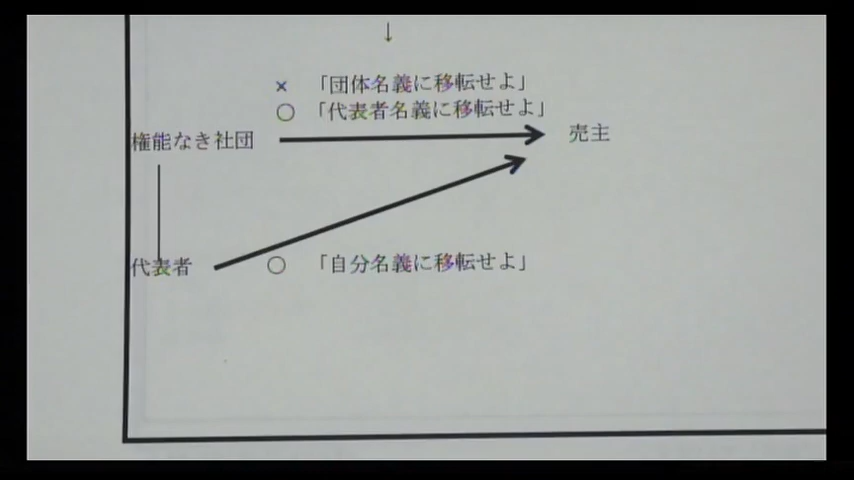 ↓
× 「団体名義に移転せよ」
○ 「代表者名義に移転せよ」
権能なき社団
売主
代表者
○ 「自分名義に移転せよ」